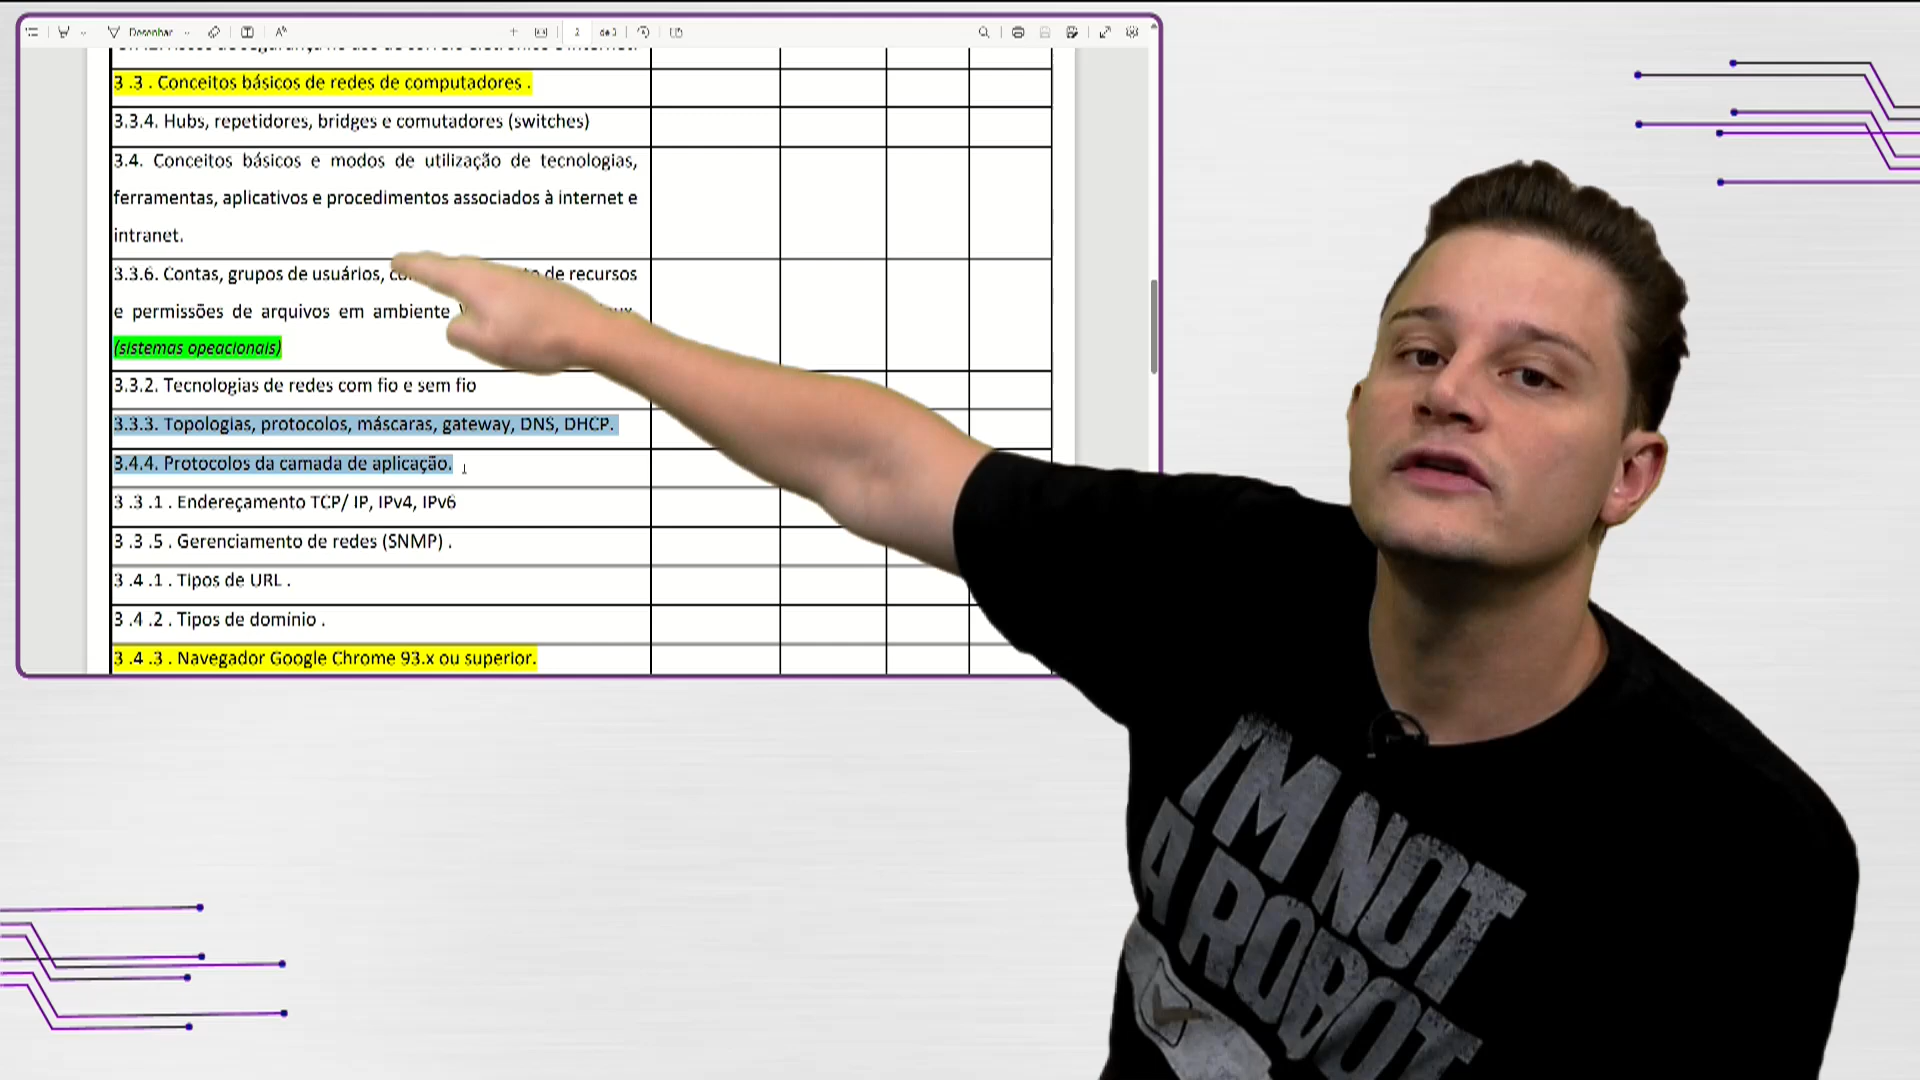 Desenhar
2
de 3
3 .3 . Conceitos básicos de redes de computadores .
3.3.4. Hubs, repetidores, bridges e comutadores (switches)
3.4. Conceitos básicos e modos de utilização de tecnologias,
ferramentas, aplicativos e procedimentos associados à internet e
intranet.
3.3.6. Contas, grupos de usuários, de recursos
e permissões de arquivos em ambiente
(sistemas opeacionais)
3.3.2. Tecnologias de redes com fio e sem fio
3.3.3. Topologias, protocolos, máscaras, gateway, DNS, DHCP.
3.4.4. Protocolos da camada de aplicação.
3 .3 .1 . Endereçamento TCP/ IP, IPv4, IPv6
3 .3 .5 . Gerenciamento de redes (SNMP) .
3 .4 .1 . Tipos de URL .
3 .4 .2 . Tipos de domínio .
3 .4 .3 . Navegador Google Chrome 93.x ou superior.
I'M NOT
A ROBOT